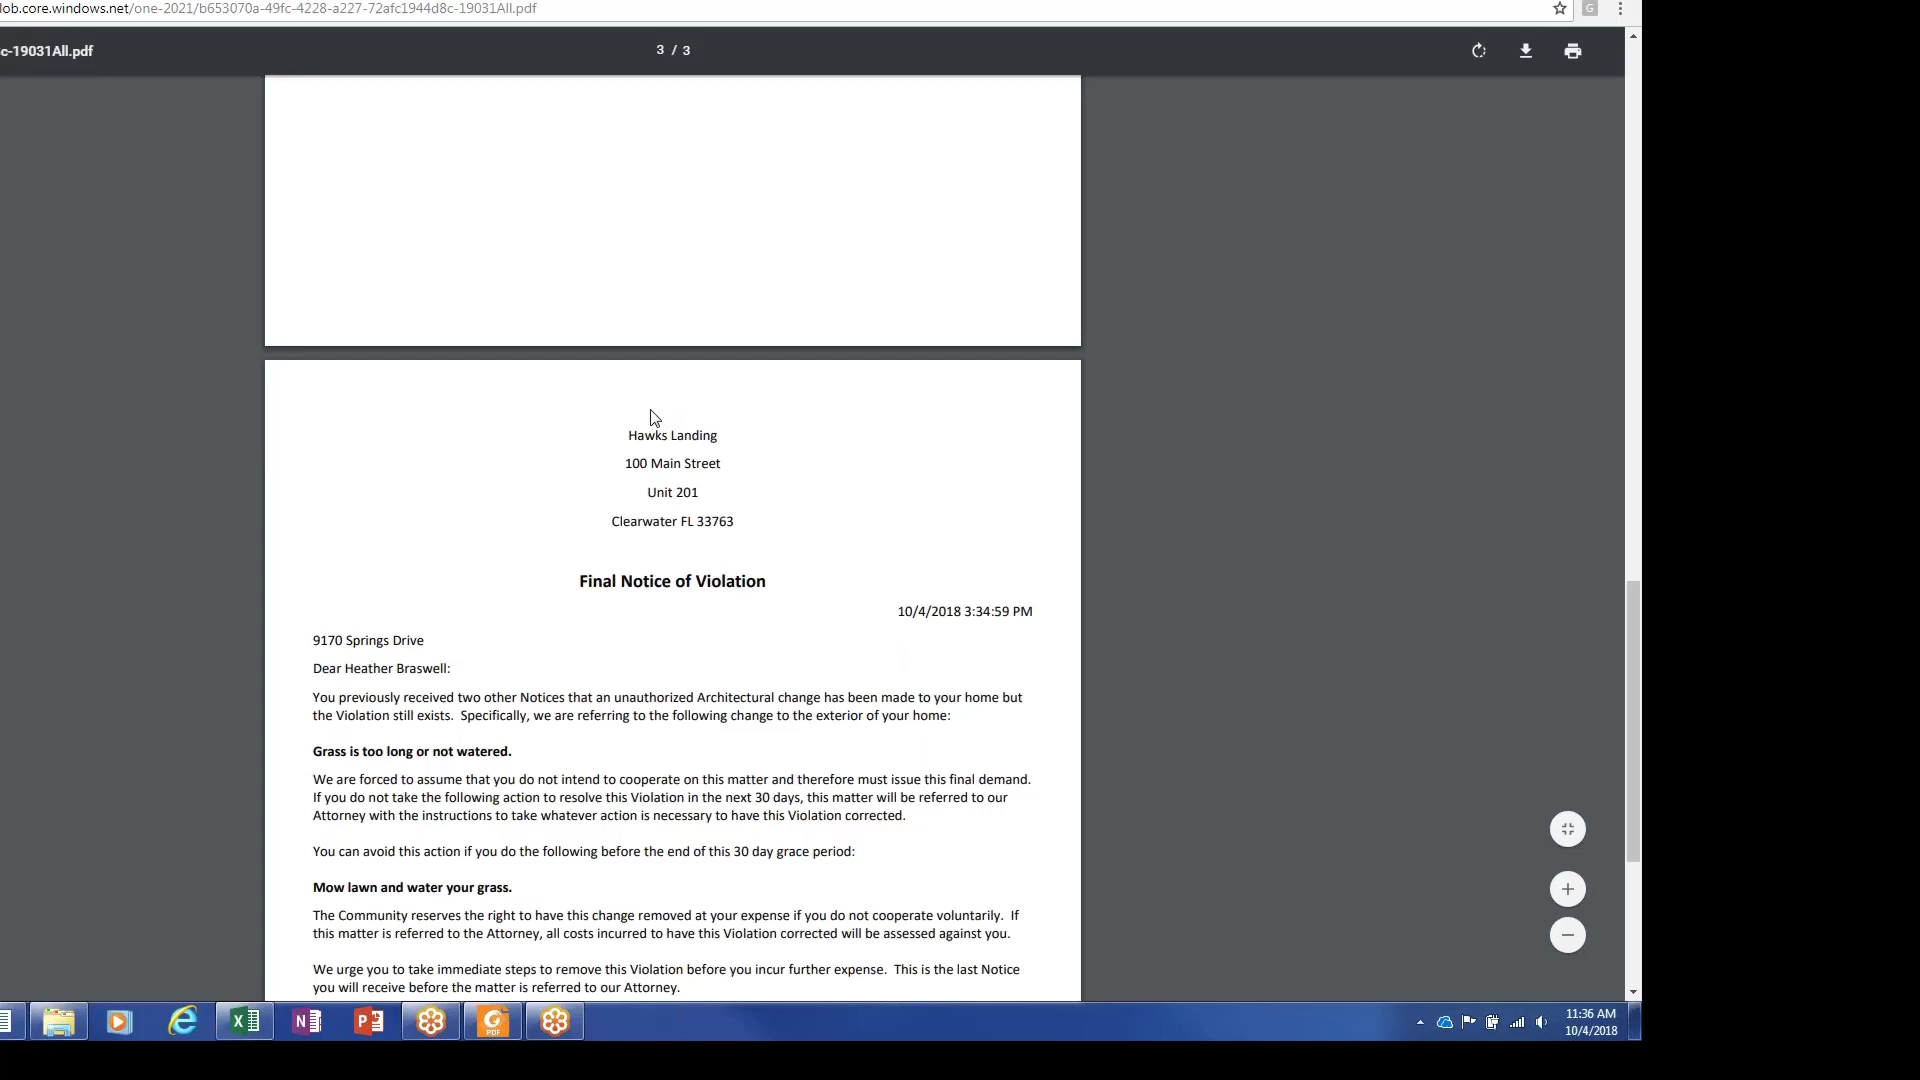 lob.core.windows.net/one-2021/b653070a-49fc-4228-a227-72afc1944d8c-19031All.pdf
G
c-19031All.pdf
3 / 3
Hawks Landing
100 Main Street
Unit 201
Clearwater FL 33763
Final Notice of Violation
10/4/2018 3:34:59 PM
9170 Springs Drive
Dear Heather Braswell:
You previously received two other Notices that an unauthorized Architectural change has been made to your home but
the Violation still exists.  Specifically, we are referring to the following change to the exterior of your home:
Grass is too long or not watered.
We are forced to assume that you do not intend to cooperate on this matter and therefore must issue this final demand.
If you do not take the following action to resolve this Violation in the next 30 days, this matter will be referred to our
Attorney with the instructions to take whatever action is necessary to have this Violation corrected.
You can avoid this action if you do the following before the end of this 30 day grace period:
Mow lawn and water your grass.
The Community reserves the right to have this change removed at your expense if you do not cooperate voluntarily.  If
this matter is referred to the Attorney, all costs incurred to have this Violation corrected will be assessed against you.
We urge you to take immediate steps to remove this Violation before you incur further expense.  This is the last Notice
you will receive before the matter is referred to our Attorney.
PDF
11:36 AM
10/4/2018